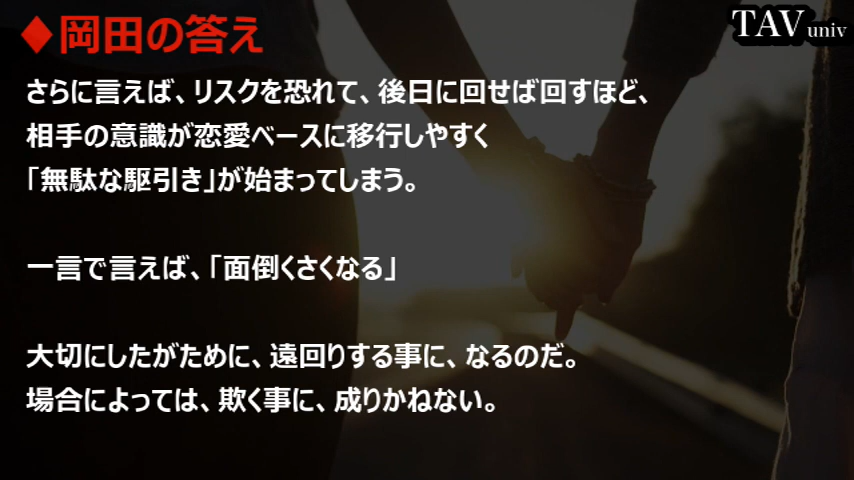 ♦岡田の答え
TAV univ
さらに言えば、リスクを恐れて、後日に回せば回すほど、
相手の意識が恋愛ベースに移行しやすく
「無駄な駆引き」が始まってしまう。
一言で言えば、「面倒くさくなる」
大切にしたがために、遠回りする事に、なるのだ。
場合によっては、欺く事に、成りかねない。